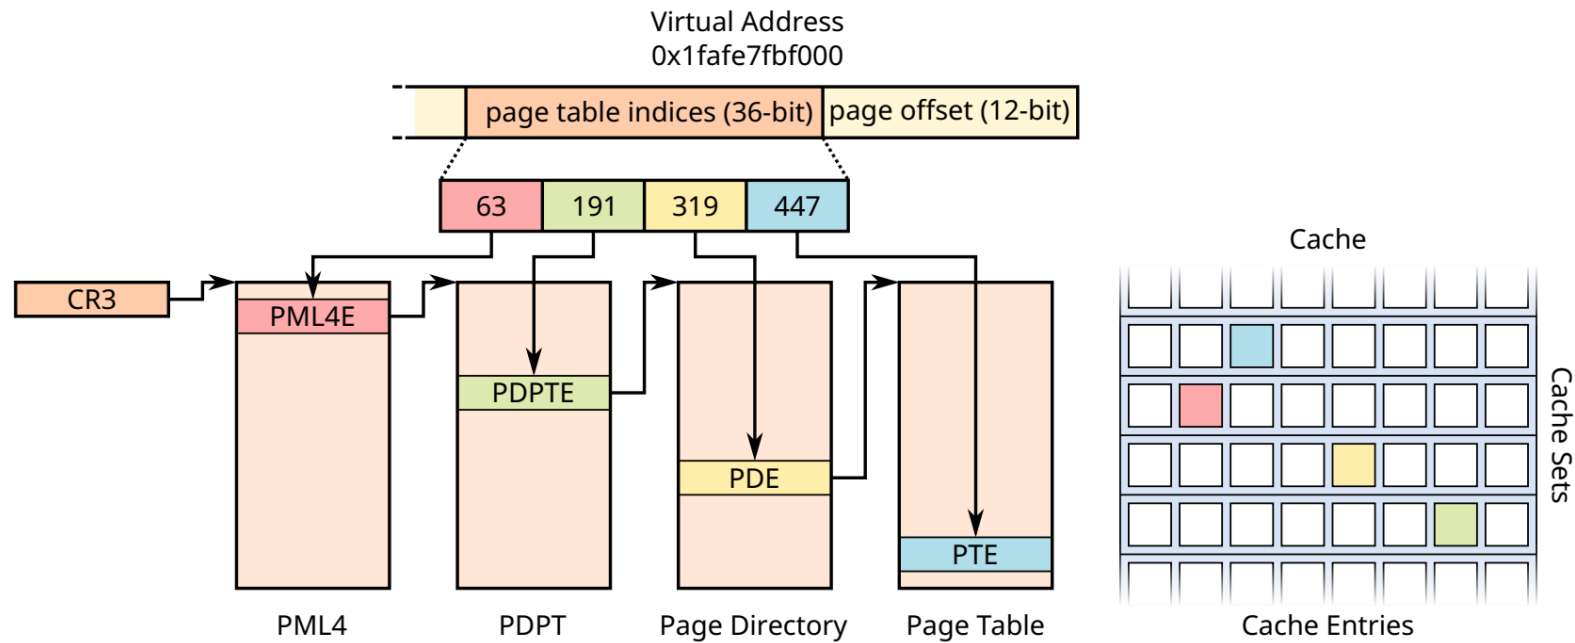 Virtual Address
0x1fafe7fbf000
page table indices (36-bit)
page offset (12-bit)
63
191
319
447
CR3
PML4E
PDPTE
PDE
PTE
PML4
PDPT
Page Directory
Page Table
Cache
Cache Sets
Cache Entries